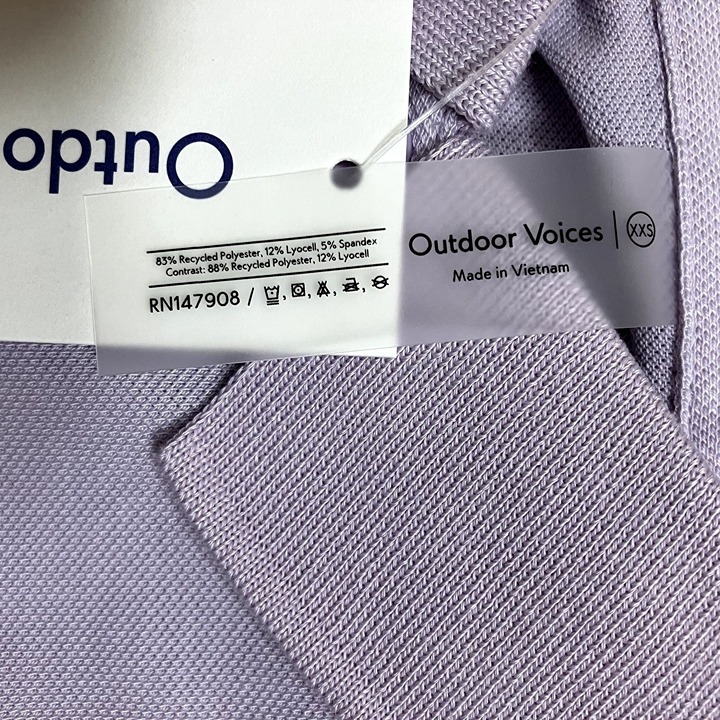 Outdo
83% Recycled Polyester, 12% Lyocell, 5% Spandex
Contrast: 88% Recycled Polyester, 12% Lyocell
RN147908 /
Outdoor Voices | XXS
Made in Vietnam